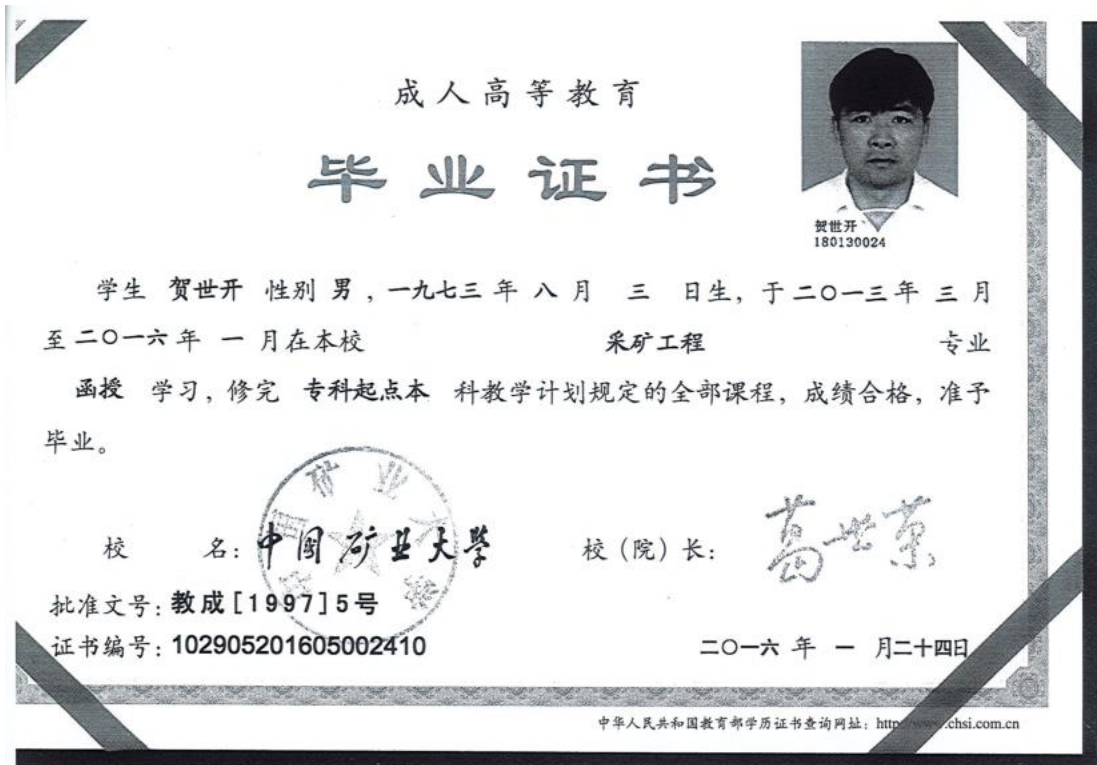 成人高等教育
毕业证书
贺世开
180130024
学生 贺世开 性别 男，一九七三 年 八 月 三 日生，于 二〇一三年 三 月
至 二〇一六 年 一 月在本校 采矿工程 专业
函授 学习，修完 专科起点本 科教学计划规定的全部课程，成绩合格，准予
毕业。
校 名：中国矿业大学 校（院）长：葛世荣
批准文号：教成[1997]5号
证书编号：102905201605002410
二〇一六 年 一 月二十四日
中华人民共和国教育部学历证书查询网址：http://www.chsi.com.cn